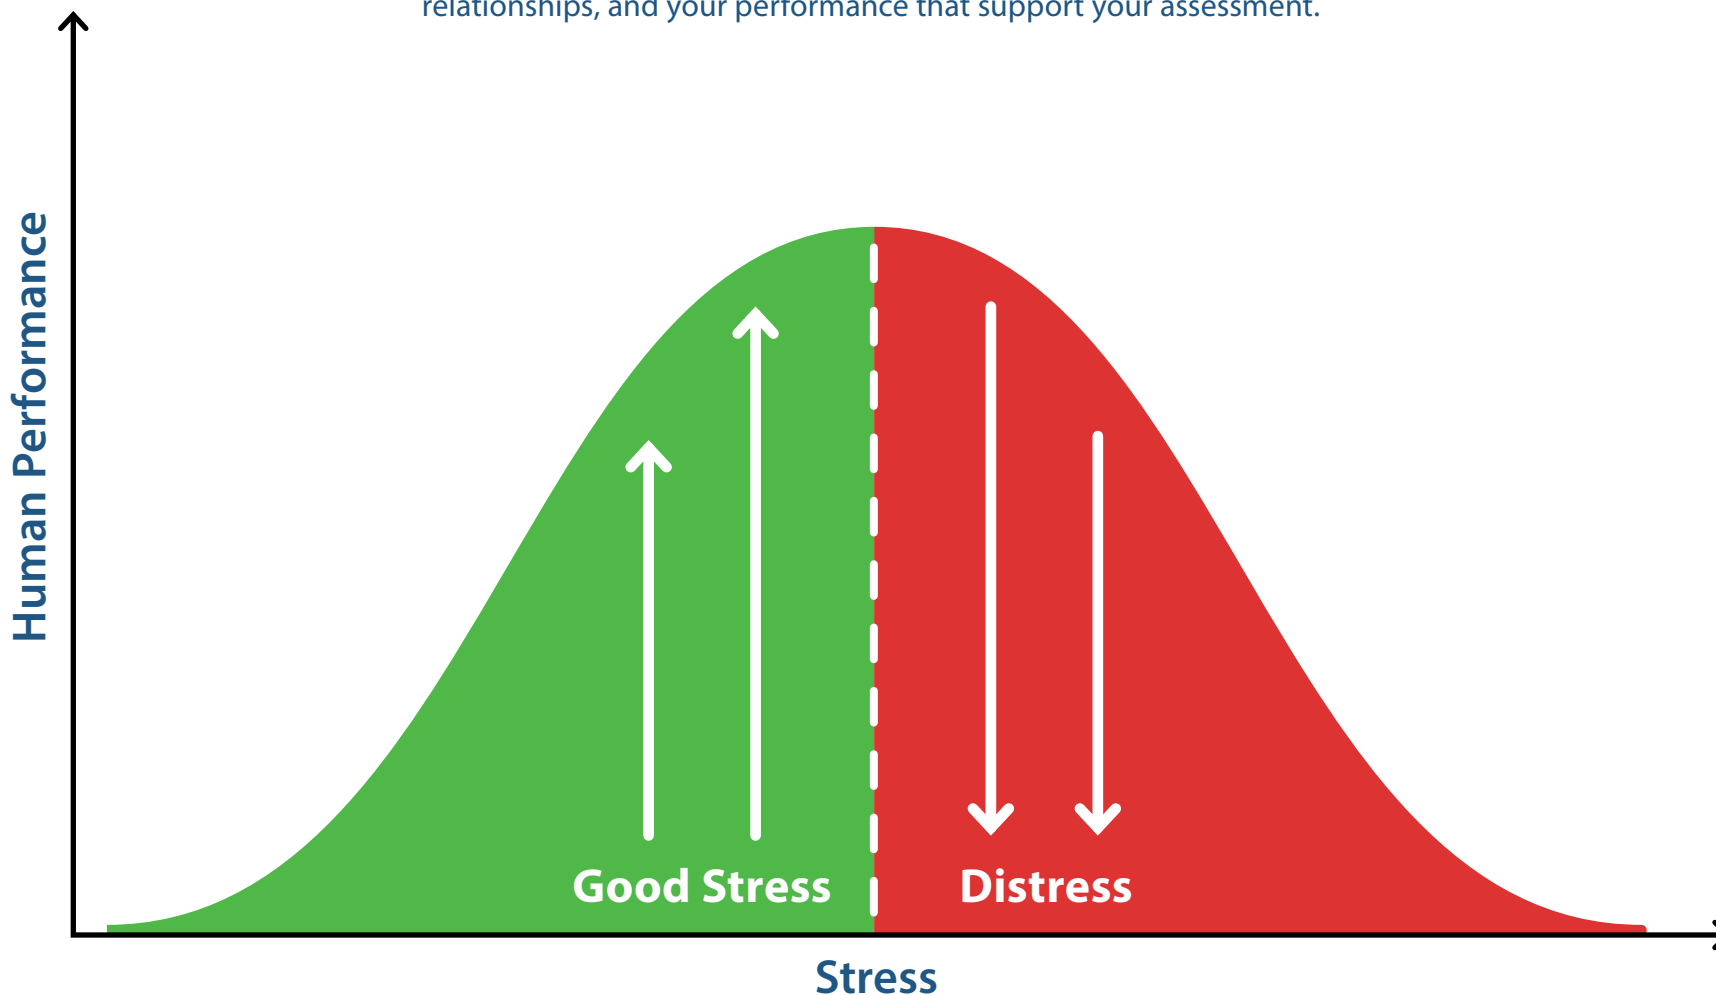 relationships, and your performance that support your assessment.
Human Performance
Good Stress
Distress
Stress